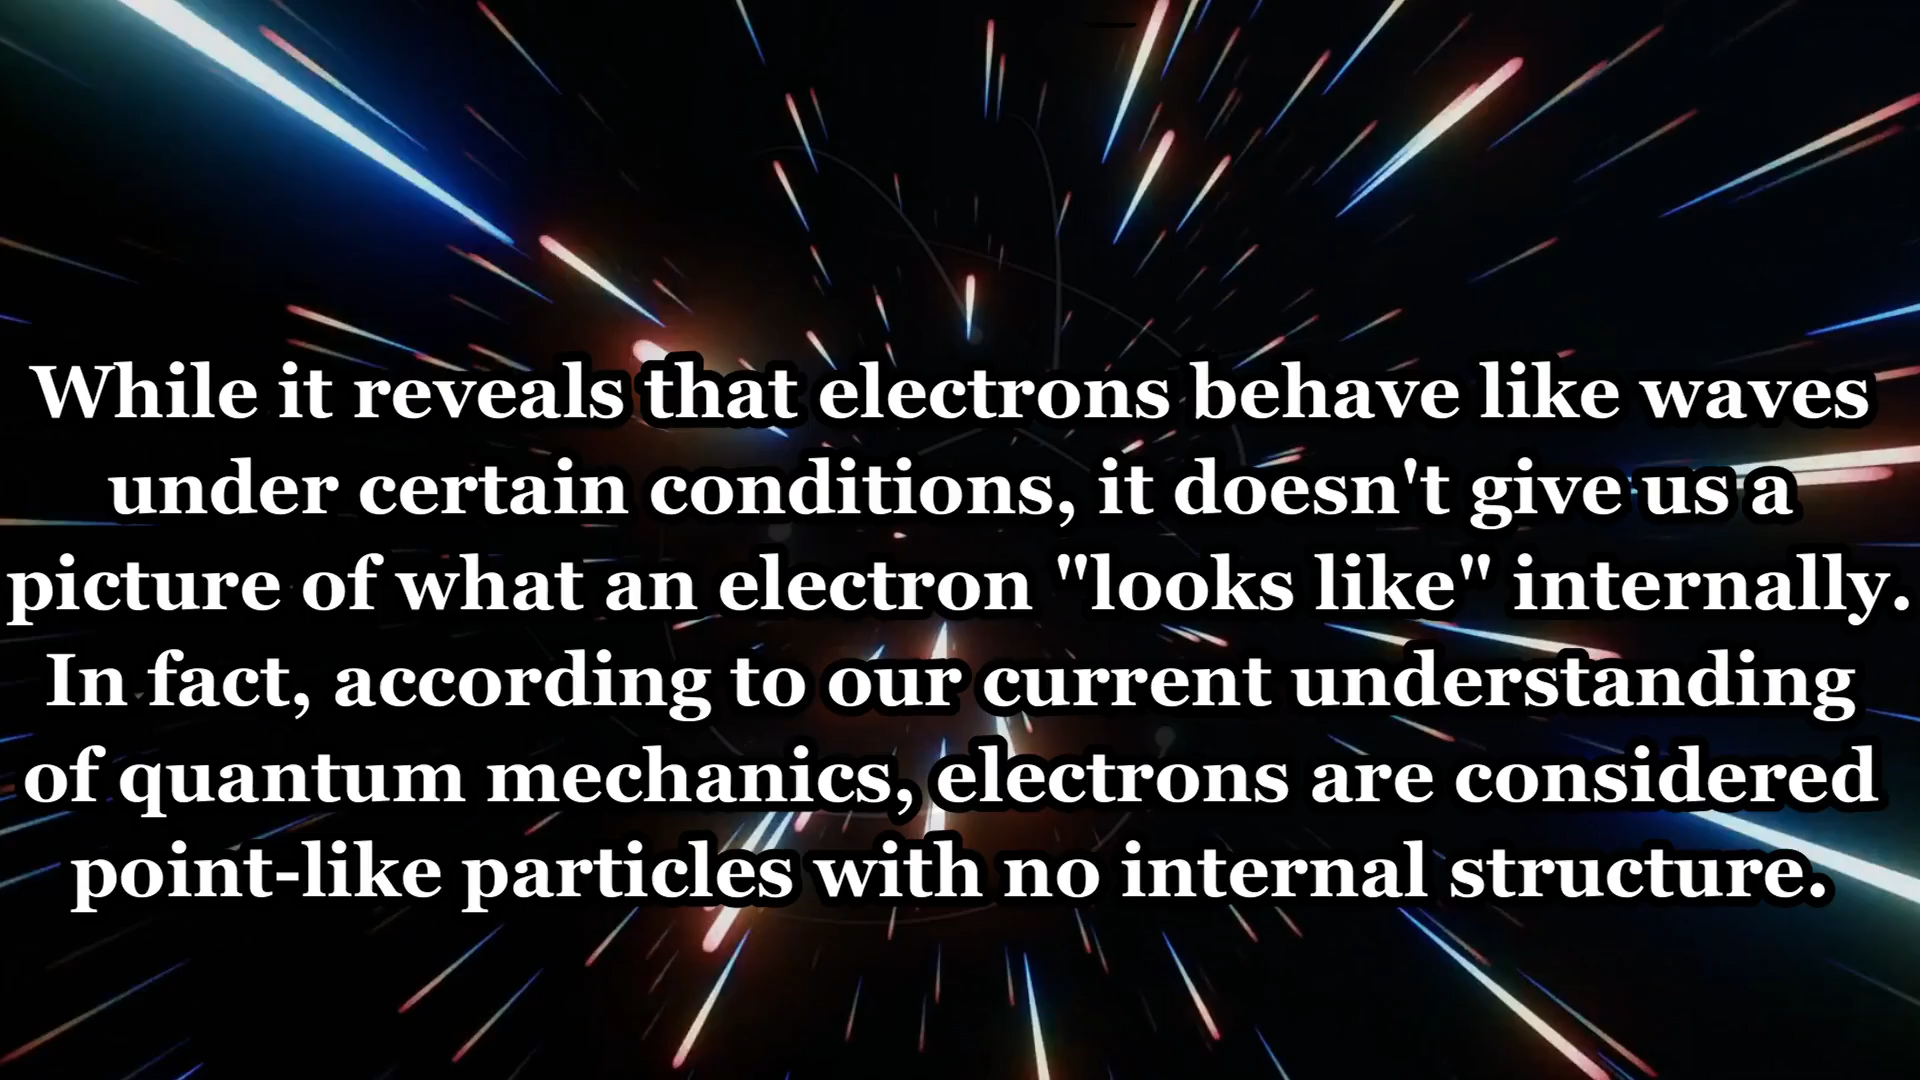 While it reveals that electrons behave like waves
under certain conditions, it doesn't give us a
picture of what an electron "looks like" internally.
In fact, according to our current understanding
of quantum mechanics, electrons are considered
point-like particles with no internal structure.